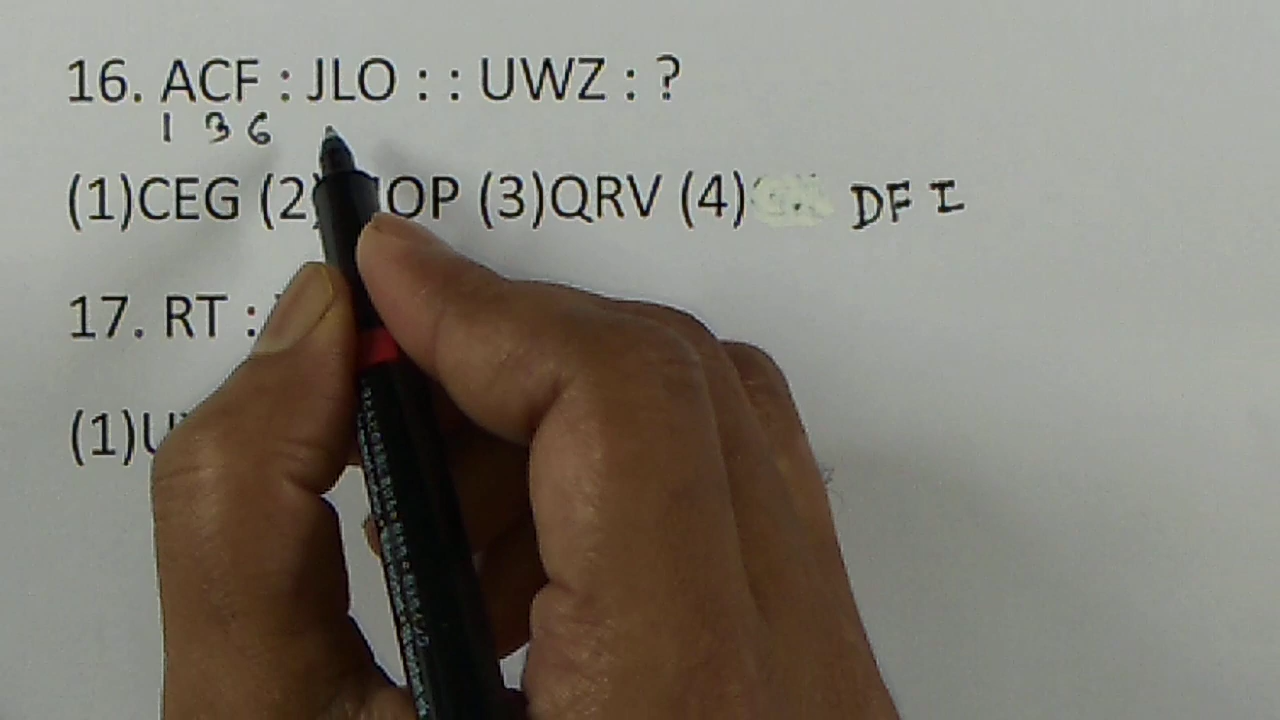 16. ACF : JLO : : UWZ : ?
1 3 6
(1)CEG (2) OP (3)QRV (4) DFI
17. RT :
(1)U